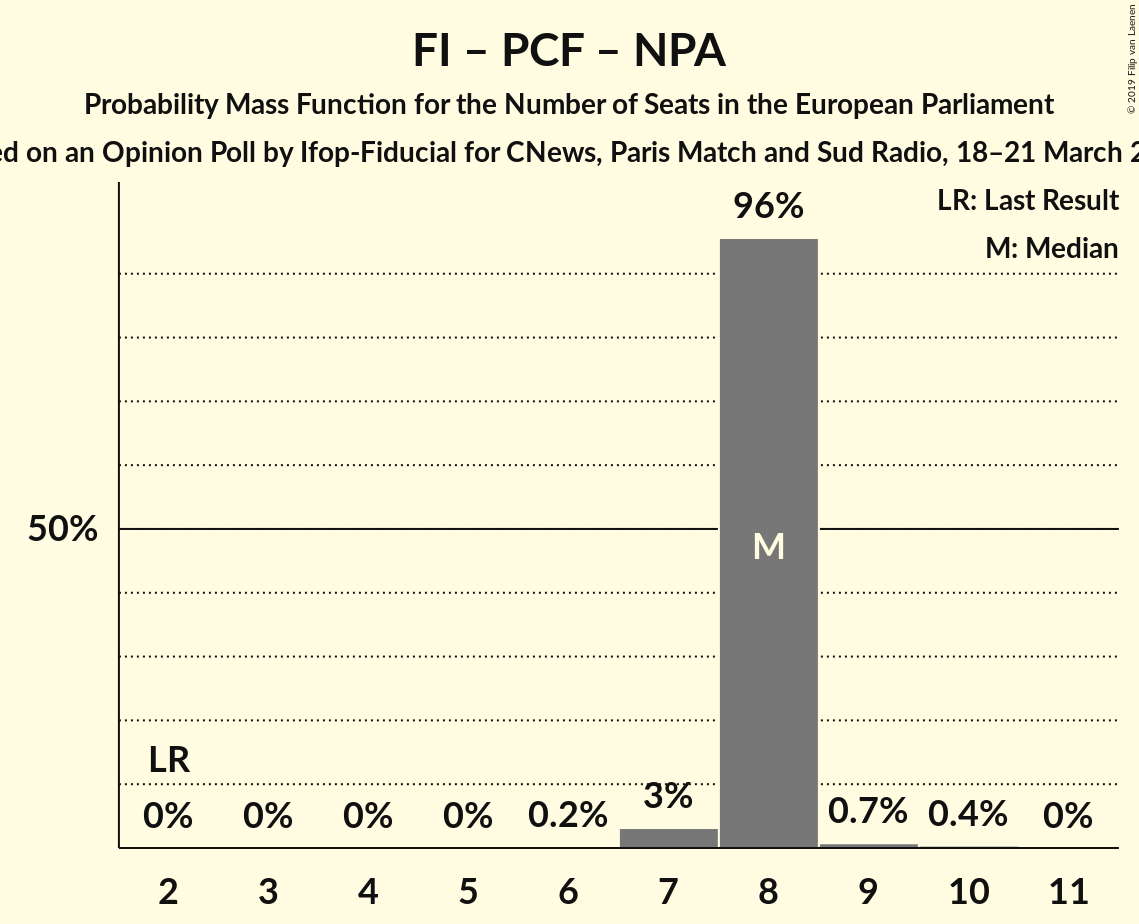 FI – PCF – NPA
Probability Mass Function for the Number of Seats in the European Parliament
on an Opinion Poll by Ifop-Fiducial for CNews, Paris Match and Sud Radio, 18–21 March
© 2019 Filip van Laenen
LR: Last Result
M: Median
96%
50%
M
LR
0%
0%
0%
0%
0.2%
3%
0.7%
0.4%
0%
2
3
4
5
6
7
8
9
10
11